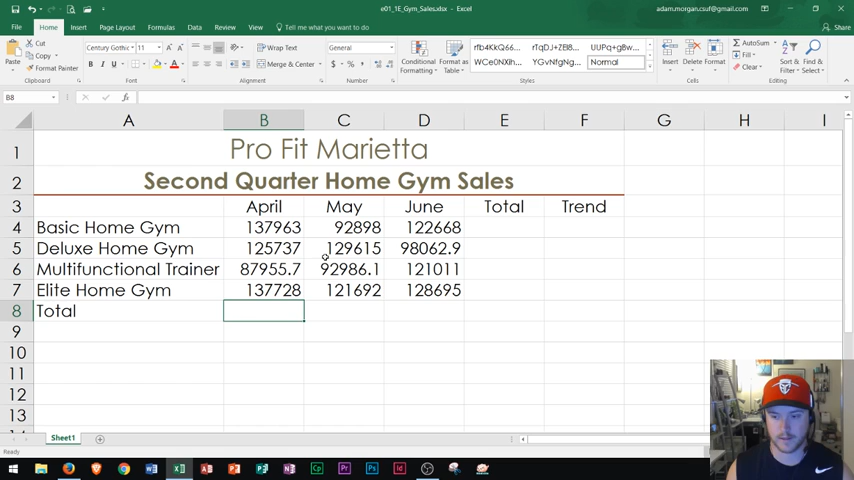 e01_1E_Gym_Sales.xlsx - Excel
adam.morgan.csuf@gmail.com
File Home Insert Page Layout Formulas Data Review View Tell me what you want to do Share
Cut
Copy
Format Painter
Paste
Clipboard
Century Gothic 11
B I U
Font
Wrap Text
Merge & Center
Alignment
General
$ % ,
Number
Conditional Formatting
Format as Table
Normal
Styles
Insert Delete Format
Cells
AutoSum
Fill
Clear
Sort & Filter
Find & Select
Editing
B8 fx
A B C D E F G H I
1 Pro Fit Marietta
2 Second Quarter Home Gym Sales
3 April May June Total Trend
4 Basic Home Gym 137963 92898 122668
5 Deluxe Home Gym 125737 129615 98062.9
6 Multifunctional Trainer 87955.7 92986.1 121011
7 Elite Home Gym 137728 121692 128695
8 Total
9
10
11
12
13
Sheet1
Ready